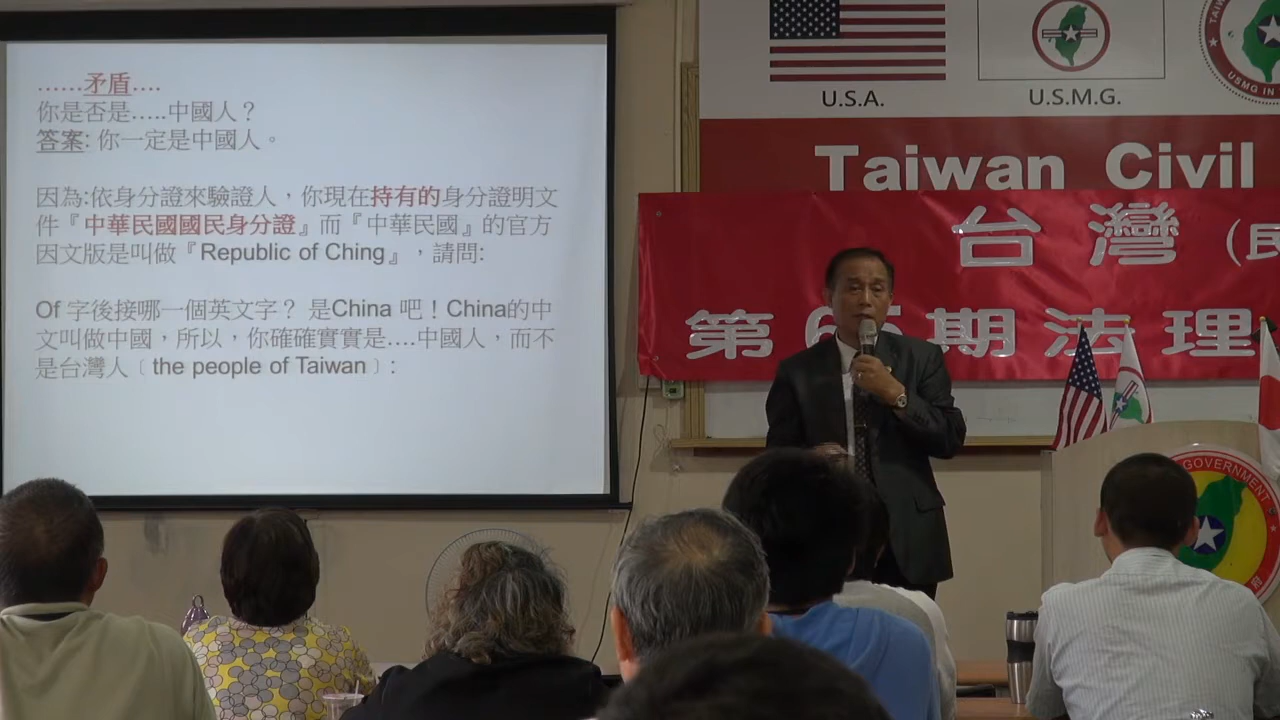 ......矛盾....
你是否是.....中國人？
答案: 你一定是中國人。
因為:依身分證來驗證人，你現在持有的身分證明文
件『中華民國國民身分證』而『中華民國』的官方
因文版是叫做『Republic of Ching』，請問:
Of 字後接哪一個英文字？ 是China 吧！China的中
文叫做中國，所以，你確確實實是....中國人，而不
是台灣人﹝the people of Taiwan﹞:
U.S.A.
U.S.M.G.
USMG IN
Taiwan Civil
台灣
第 6 期法理
GOVERNMENT
府